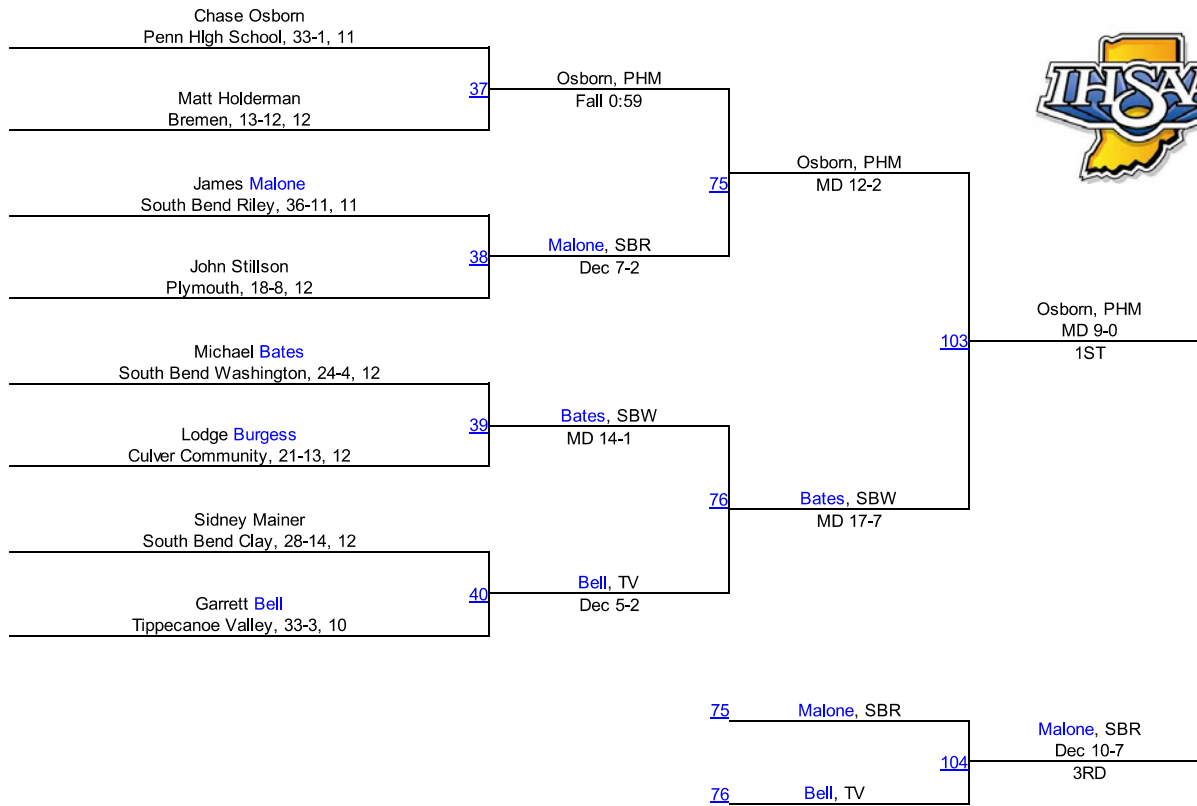 Chase Osborn
Penn HIgh School, 33-1, 11
37
Osborn, PHM
Fall 0:59
Matt Holderman
Bremen, 13-12, 12
IHSAA
75
Osborn, PHM
MD 12-2
James Malone
South Bend Riley, 36-11, 11
38
Malone, SBR
Dec 7-2
John Stillson
Plymouth, 18-8, 12
103
Osborn, PHM
MD 9-0
1ST
Michael Bates
South Bend Washington, 24-4, 12
39
Bates, SBW
MD 14-1
Lodge Burgess
Culver Community, 21-13, 12
76
Bates, SBW
MD 17-7
Sidney Mainer
South Bend Clay, 28-14, 12
40
Bell, TV
Dec 5-2
Garrett Bell
Tippecanoe Valley, 33-3, 10
75
Malone, SBR
104
Malone, SBR
Dec 10-7
3RD
76
Bell, TV